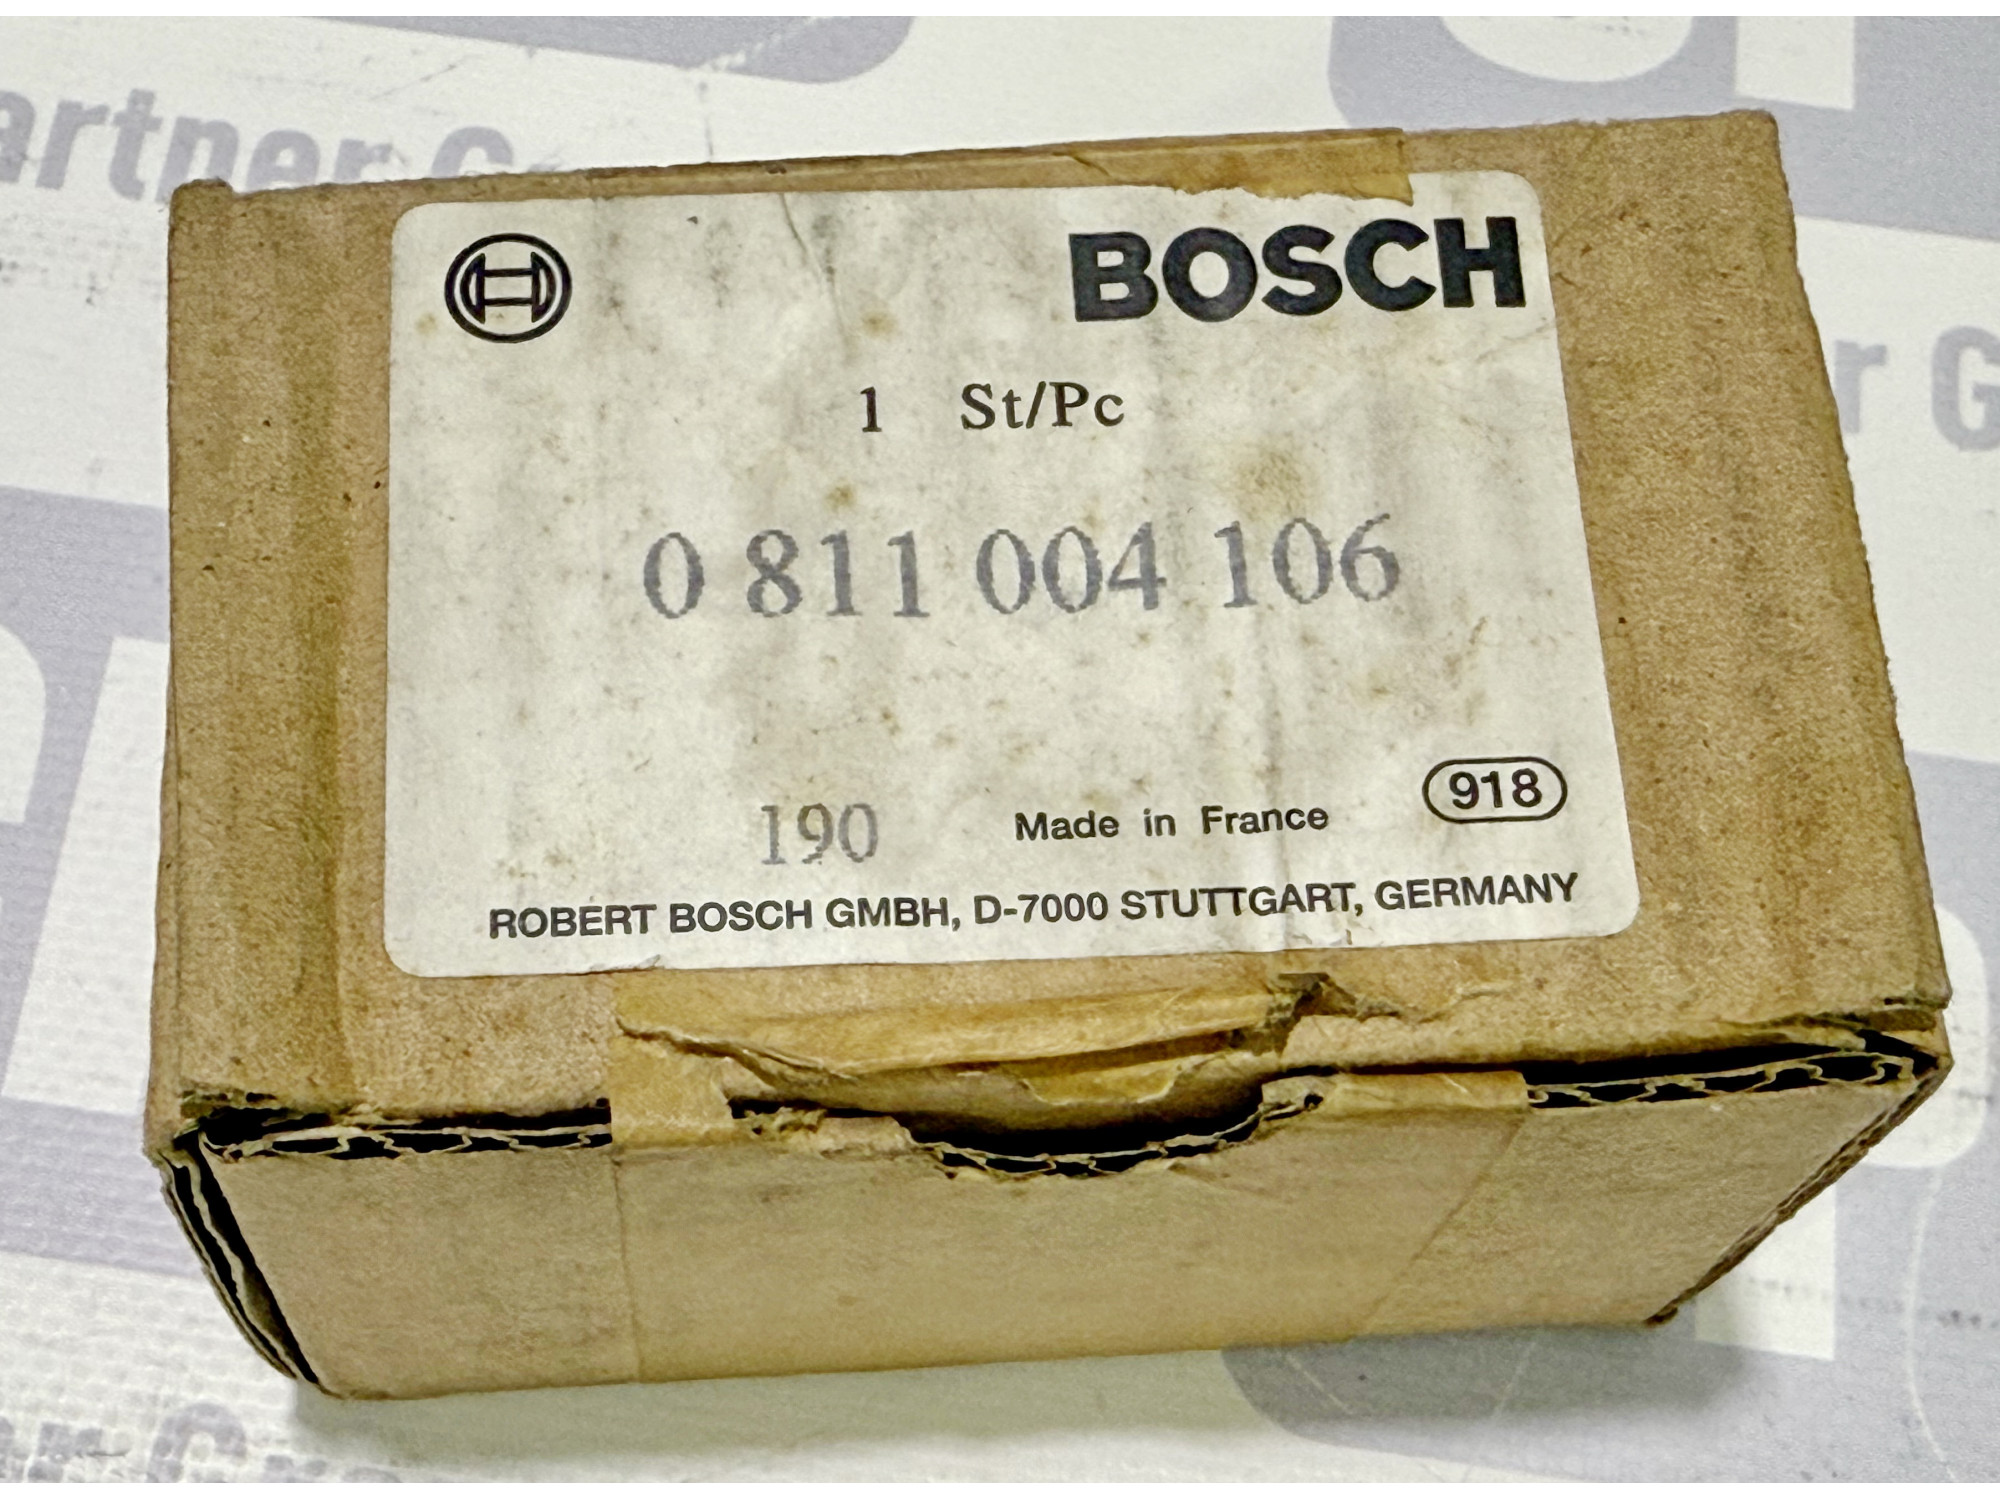 artner G
BOSCH
1 St/Pc
0 811 004 106
r G
190 Made in France 918
ROBERT BOSCH GMBH, D-7000 STUTTGART, GERMANY